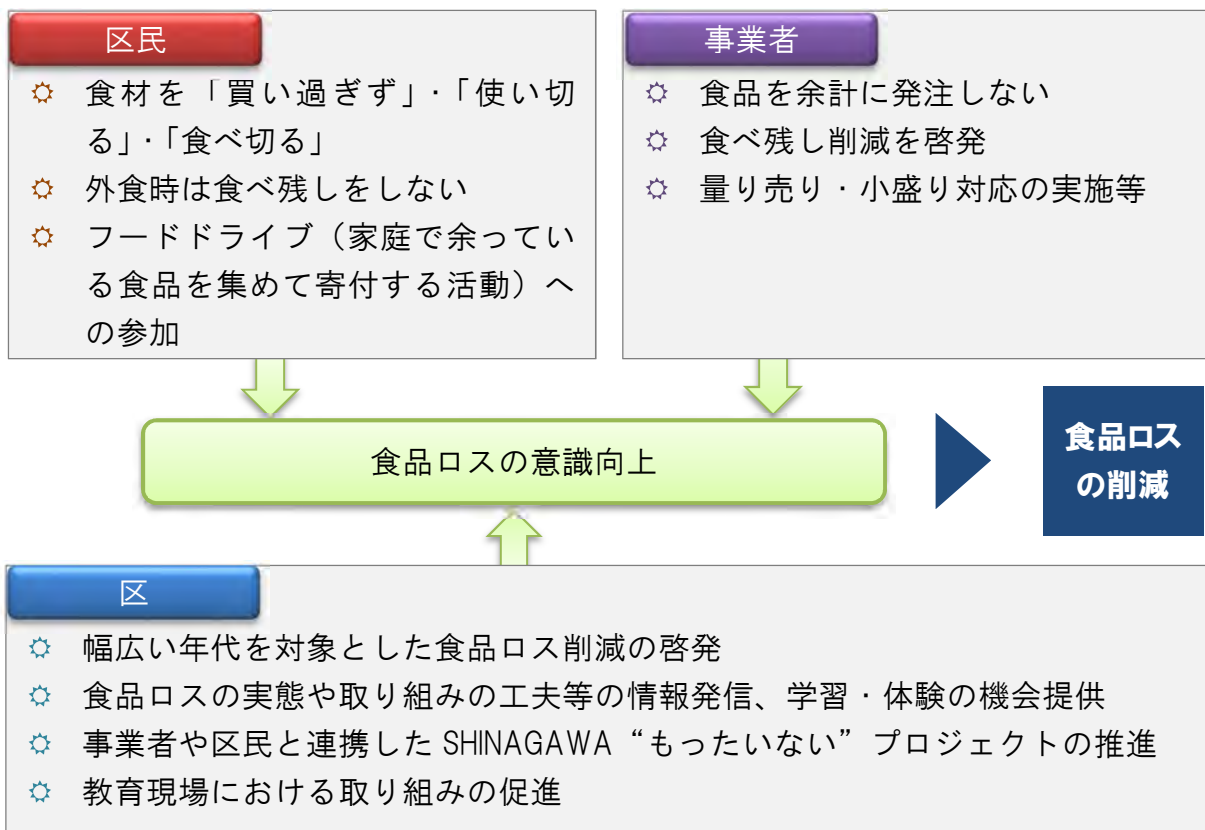 区民
食材を「買い過ぎず」・「使い切
る」・「食べ切る」
外食時は食べ残しをしない
フードドライブ（家庭で余ってい
る食品を集めて寄付する活動）へ
の参加
事業者
食品を余計に発注しない
食べ残し削減を啓発
量り売り・小盛り対応の実施等
食品ロスの意識向上
食品ロス
の削減
区
幅広い年代を対象とした食品ロス削減の啓発
食品ロスの実態や取り組みの工夫等の情報発信、学習・体験の機会提供
事業者や区民と連携した SHINAGAWA“もったいない”プロジェクトの推進
教育現場における取り組みの促進